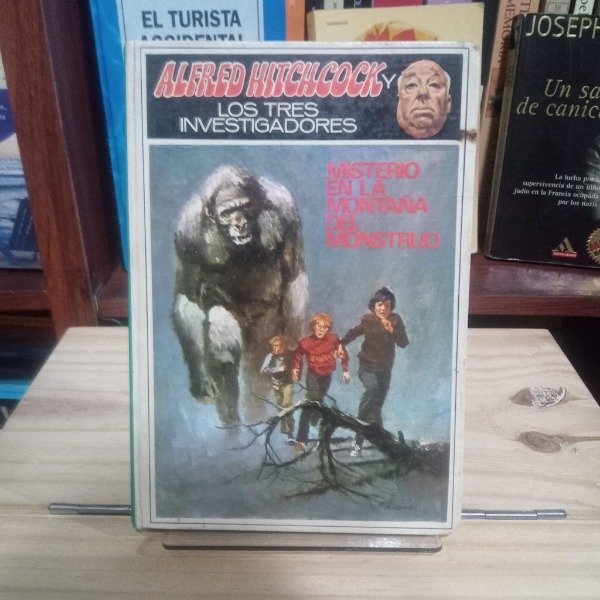 EL TURISTA
ACCIDENTAL
ALFRED HITCHCOCK Y
LOS TRES
INVESTIGADORES
MISTERIO
EN LA
MONTAÑA
DEL
MONSTRUO
JOSEPH
Un sa
de canic
La lucha por la
supervivencia de un niño
judío en la Francia ocupada
por los nazis